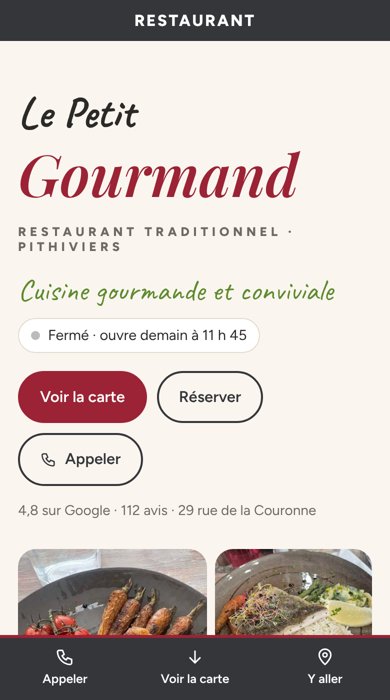 RESTAURANT
Le Petit
Gourmand
RESTAURANT TRADITIONNEL ·
PITHIVIERS
Cuisine gourmande et conviviale
Fermé · ouvre demain à 11 h 45
Voir la carte
Réserver
Appeler
4,8 sur Google · 112 avis · 29 rue de la Couronne
Appeler
Voir la carte
Y aller